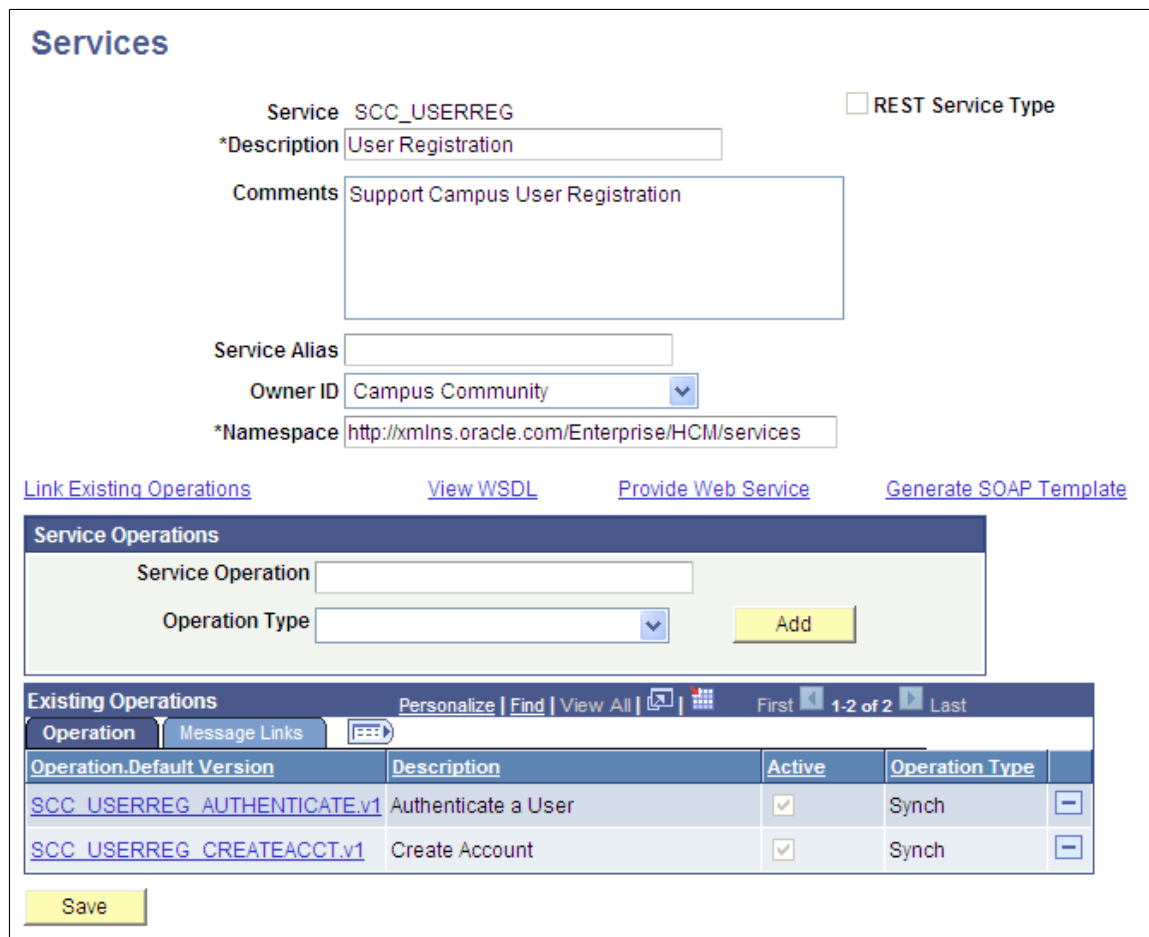 Services
Service SCC_USERREG
REST Service Type
*Description User Registration
Comments Support Campus User Registration
Service Alias
Owner ID Campus Community
*Namespace http://xmlns.oracle.com/Enterprise/HCM/services
Link Existing Operations View WSDL Provide Web Service Generate SOAP Template
Service Operations
Service Operation
Operation Type Add
Existing Operations Personalize | Find | View All | | First 1-2 of 2 Last
Operation Message Links
Operation.Default Version Description Active Operation Type
SCC_USERREG_AUTHENTICATE.v1 Authenticate a User Synch
SCC_USERREG_CREATEACCT.v1 Create Account Synch
Save